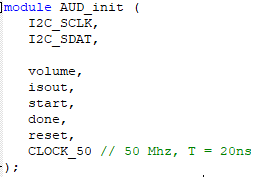 module AUD_init (
I2C_SCLK,
I2C_SDAT,
volume,
isout,
start,
done,
reset,
CLOCK_50 // 50 Mhz, T = 20ns
);